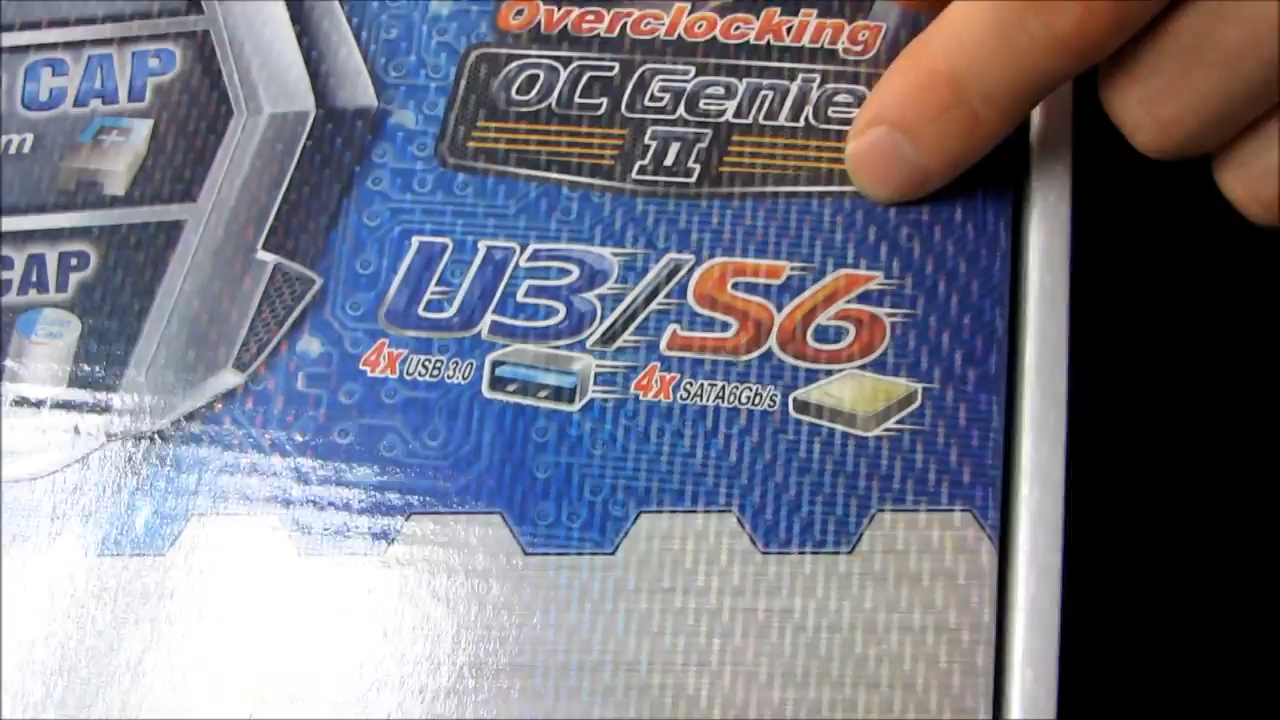 CAP
m
CAP
Overclocking
OC Genie
II
U3/S6
4x USB 3.0
4x SATA6Gb/s